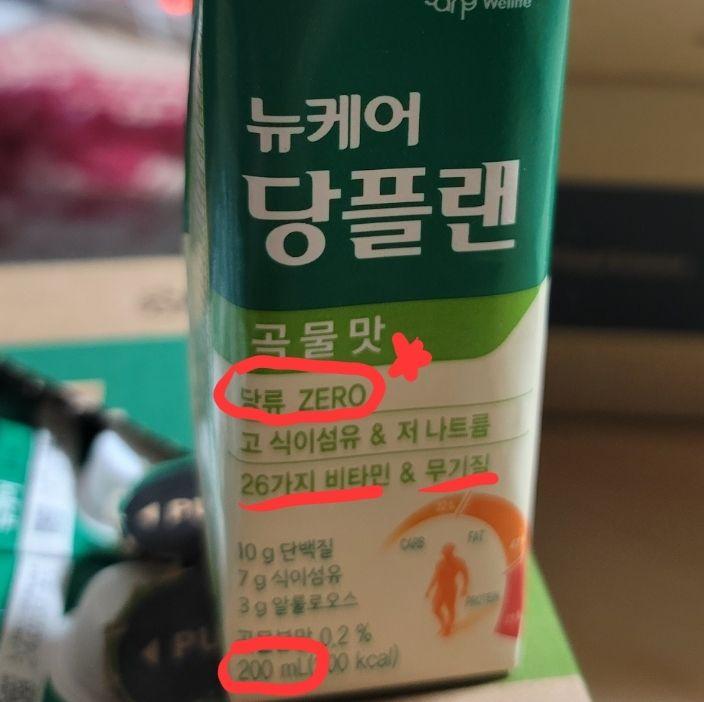 Wellife
뉴케어
당플랜
곡물맛
당류 ZERO
고 식이섬유 & 저 나트륨
26가지 비타민 & 무기질
10 g 단백질
7 g 식이섬유
3 g 알룰로오스
0.2 %
200 mL( kcal)
CARB
FAT
PROTEIN